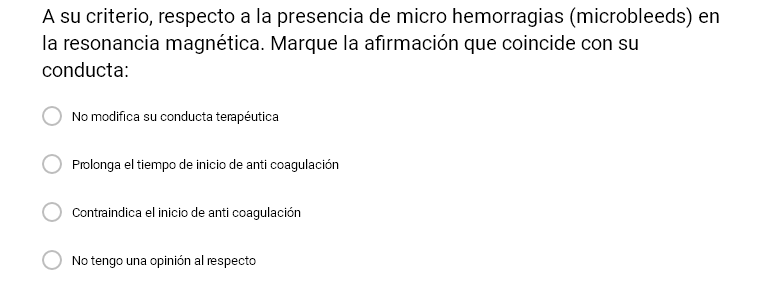 A su criterio, respecto a la presencia de micro hemorragias (microbleeds) en
la resonancia magnética. Marque la afirmación que coincide con su
conducta:
No modifica su conducta terapéutica
Prolonga el tiempo de inicio de anti coagulación
Contraindica el inicio de anti coagulación
No tengo una opinión al respecto